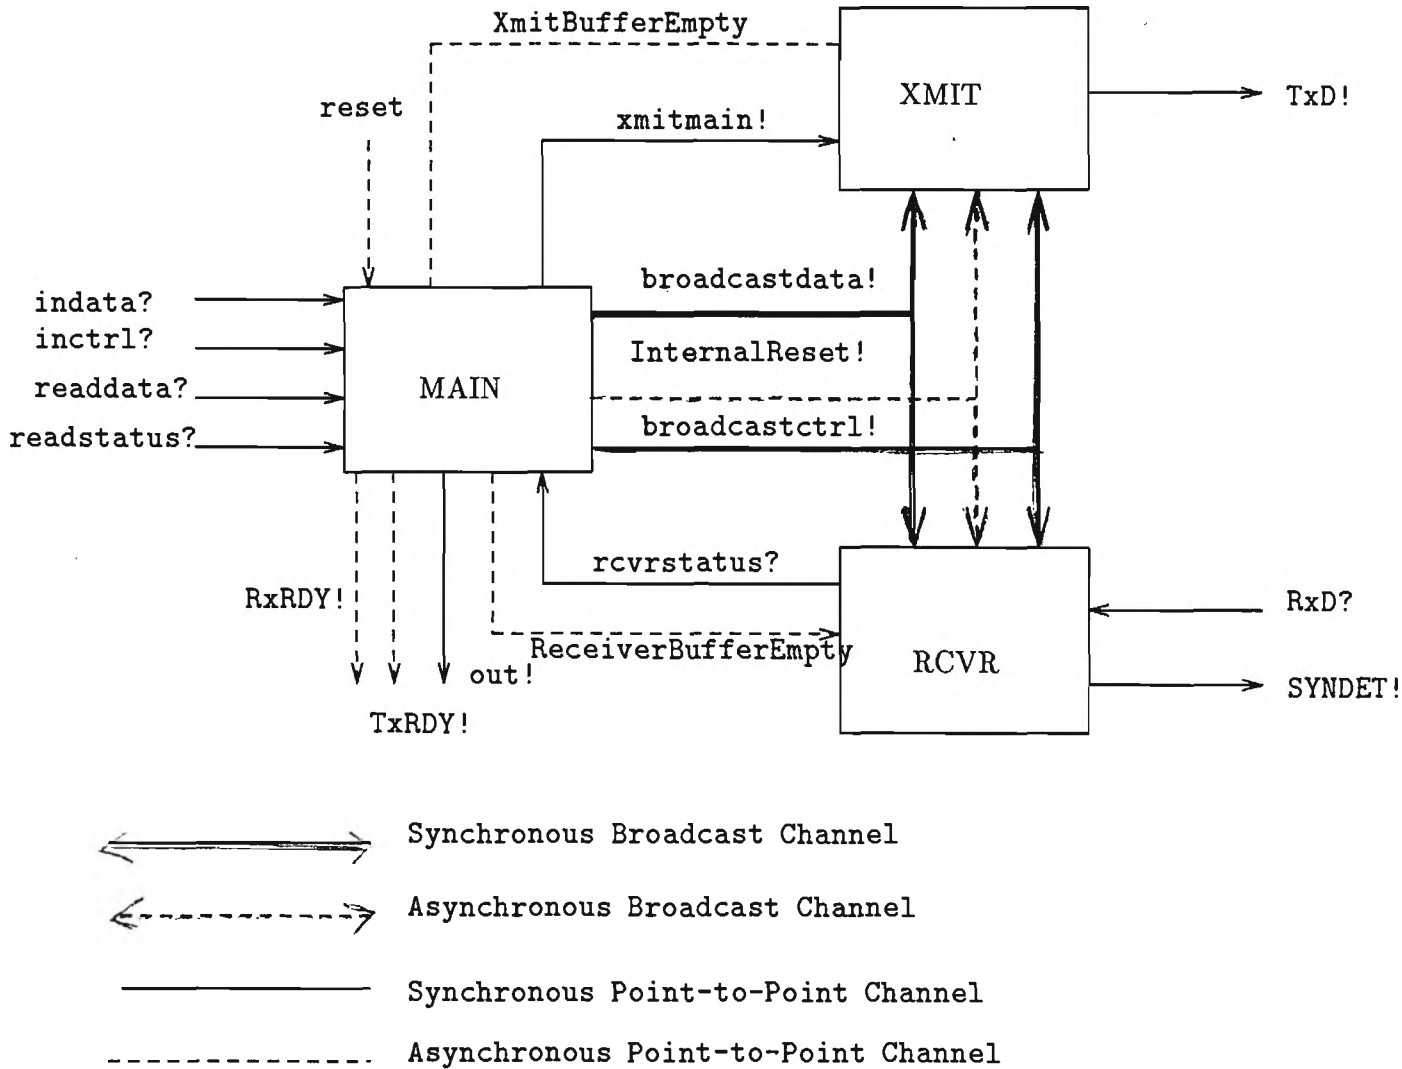 XmitBufferEmpty
XMIT
TxD!
reset
xmitmain!
indata?
inctrl?
readdata?
readstatus?
MAIN
broadcastdata!
InternalReset!
broadcastctrl!
rcvrstatus?
RxRDY!
ReceiverBufferEmpty
out!
TxRDY!
RCVR
RxD?
SYNDET!
Synchronous Broadcast Channel
Asynchronous Broadcast Channel
Synchronous Point-to-Point Channel
Asynchronous Point-to-Point Channel